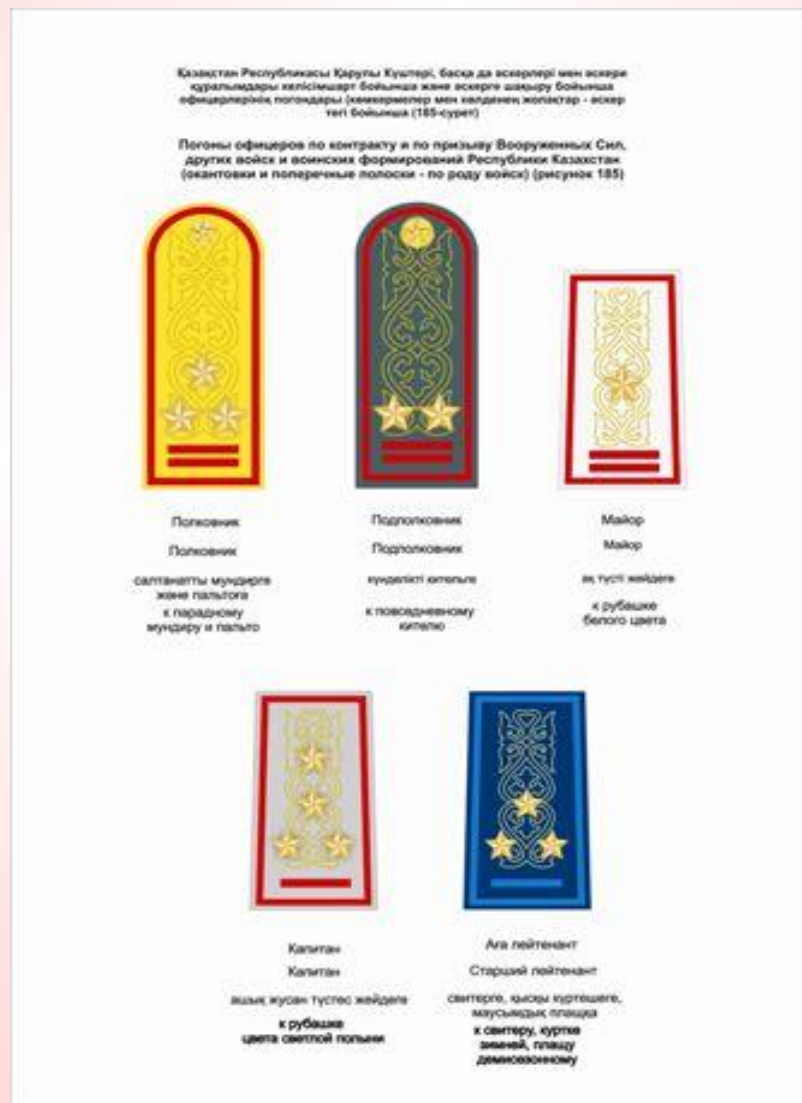 Қазақстан Республикасы Қарулы Күштері, басқа да әскерлері мен әскери
құралымдары келісімшарт бойынша және әскерге шақыру бойынша
офицерлерінің погондары (көмкермелер мен көлденең жолақтар - әскер
тегі бойынша (185-сурет)
Погоны офицеров по контракту и по призыву Вооруженных Сил,
других войск и воинских формирований Республики Казахстан
(окантовки и поперечные полоски - по роду войск) (рисунок 185)
Полковник
Полковник
салтанатты мундирге
және пальтоға
к парадному
мундиру и пальто
Подполковник
Подполковник
күнделікті кительге
к повседневному
кителю
Майор
Майор
ақ түсті жейдеге
к рубашке
белого цвета
Капитан
Капитан
ашық жусан түстес жейдеге
к рубашке
цвета светлой полыни
Аға лейтенант
Старший лейтенант
свитерге, қысқы күртешеге,
маусымдық плащқа
к свитеру, куртке
зимней, плащу
демисезонному